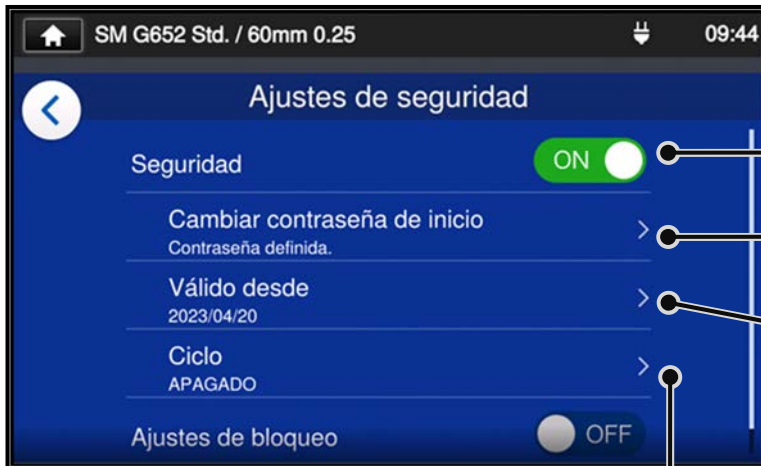 SM G652 Std. / 60mm 0.25 09:44
Ajustes de seguridad
Seguridad ON
Cambiar contraseña de inicio
Contraseña definida.
Válido desde
2023/04/20
Ciclo
APAGADO
Ajustes de bloqueo OFF